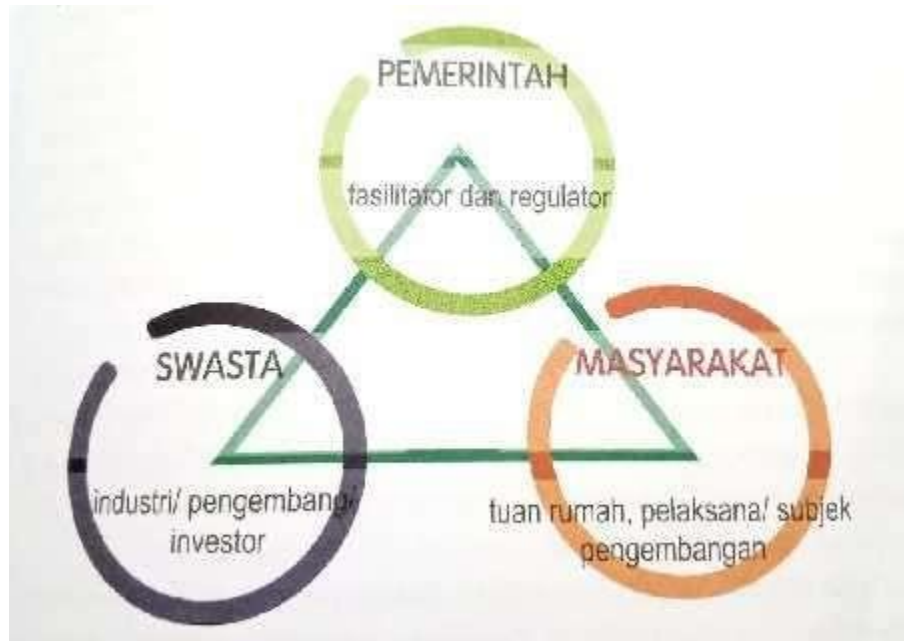 PEMERINTAH
fasilitator dan regulator
SWASTA
industri/ pengembang/
investor
MASYARAKAT
tuan rumah, pelaksana/ subjek
pengembangan